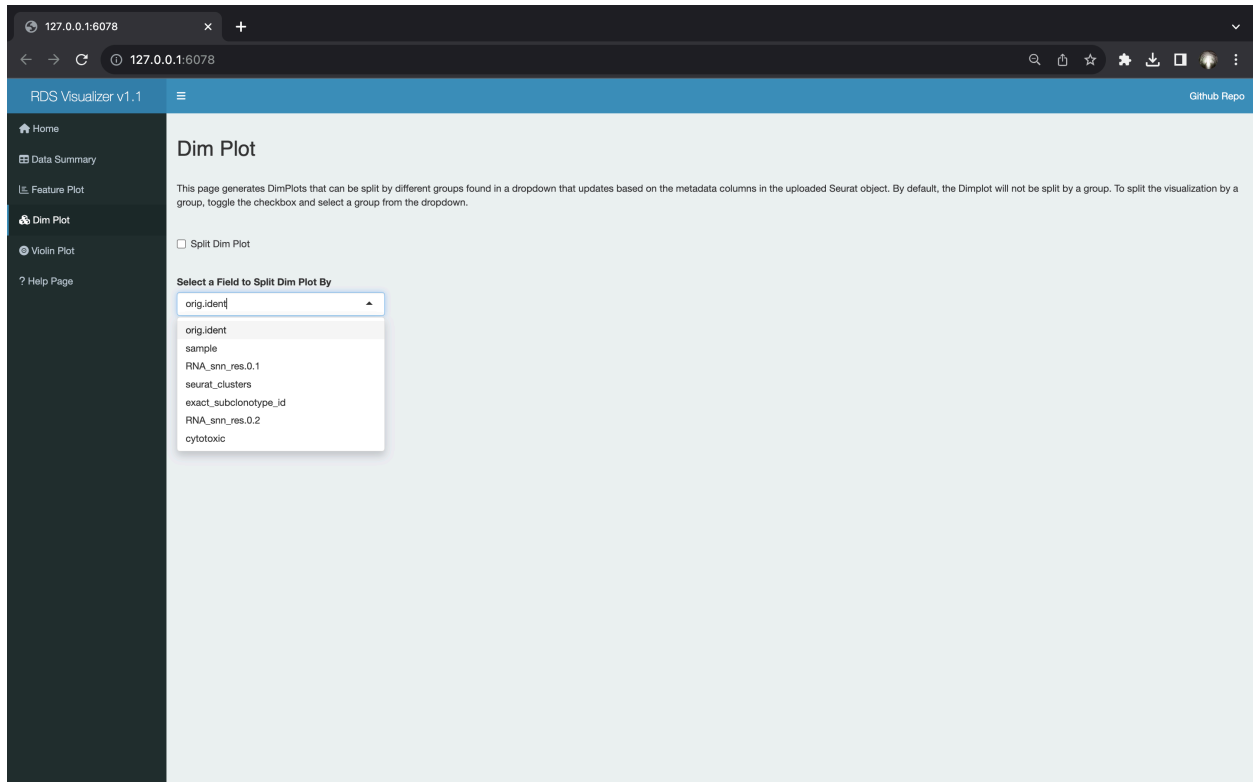 127.0.0.1:6078
127.0.0.1:6078
RDS Visualizer v1.1
Github Repo
Home
Data Summary
Feature Plot
Dim Plot
Violin Plot
? Help Page
Dim Plot
This page generates DimPlots that can be split by different groups found in a dropdown that updates based on the metadata columns in the uploaded Seurat object. By default, the Dimplot will not be split by a group. To split the visualization by a
group, toggle the checkbox and select a group from the dropdown.
Split Dim Plot
Select a Field to Split Dim Plot By
orig.ident
orig.ident
sample
RNA_snn_res.0.1
seurat_clusters
exact_subclonotype_id
RNA_snn_res.0.2
cytotoxic